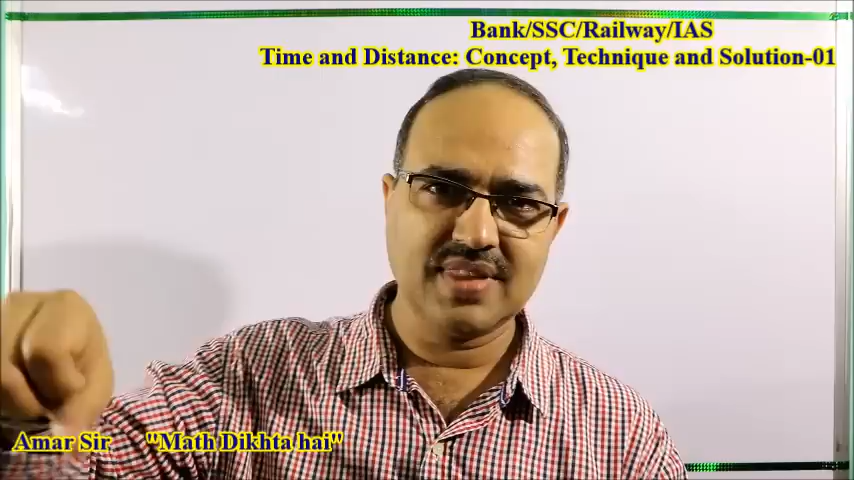 Bank/SSC/Railway/IAS
Time and Distance: Concept, Technique and Solution-01
Amar Sir    "Math Dikhta hai"